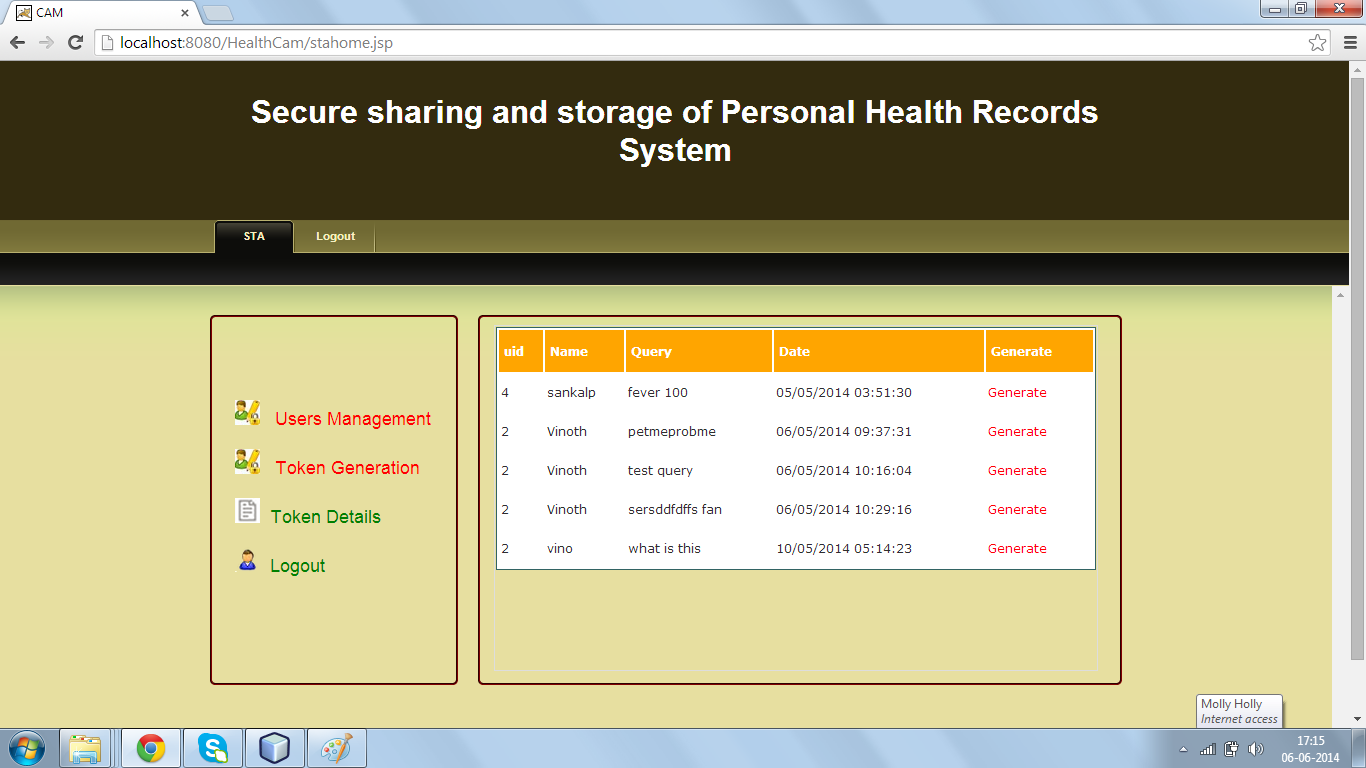 CAM
localhost:8080/HealthCam/stahome.jsp
Secure sharing and storage of Personal Health Records
System
STA Logout
Users Management
Token Generation
Token Details
Logout
uid Name Query Date Generate
4 sankalp fever 100 05/05/2014 03:51:30 Generate
2 Vinoth petmeprobme 06/05/2014 09:37:31 Generate
2 Vinoth test query 06/05/2014 10:16:04 Generate
2 Vinoth sersddfdffs fan 06/05/2014 10:29:16 Generate
2 vino what is this 10/05/2014 05:14:23 Generate
Molly Holly
Internet access
17:15
06-06-2014